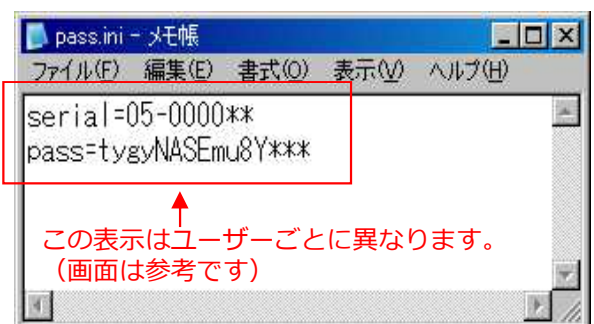 pass.ini - メモ帳
ファイル(F) 編集(E) 書式(O) 表示(V) ヘルプ(H)
serial=05-0000**
pass=tygyNASEmu8Y***
この表示はユーザーごとに異なります。
（画面は参考です）